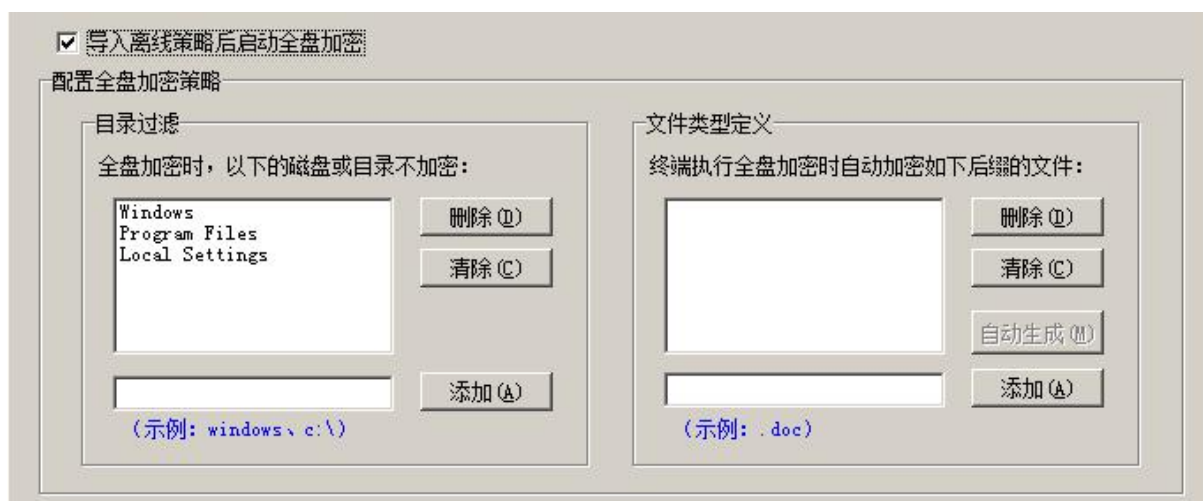 导入离线策略后启动全盘加密
配置全盘加密策略
目录过滤
全盘加密时，以下的磁盘或目录不加密：
Windows
Program Files
Local Settings
删除(D)
清除(C)
添加(A)
(示例：windows、c:\)
文件类型定义
终端执行全盘加密时自动加密如下后缀的文件：
删除(D)
清除(C)
自动生成(M)
添加(A)
(示例：.doc)